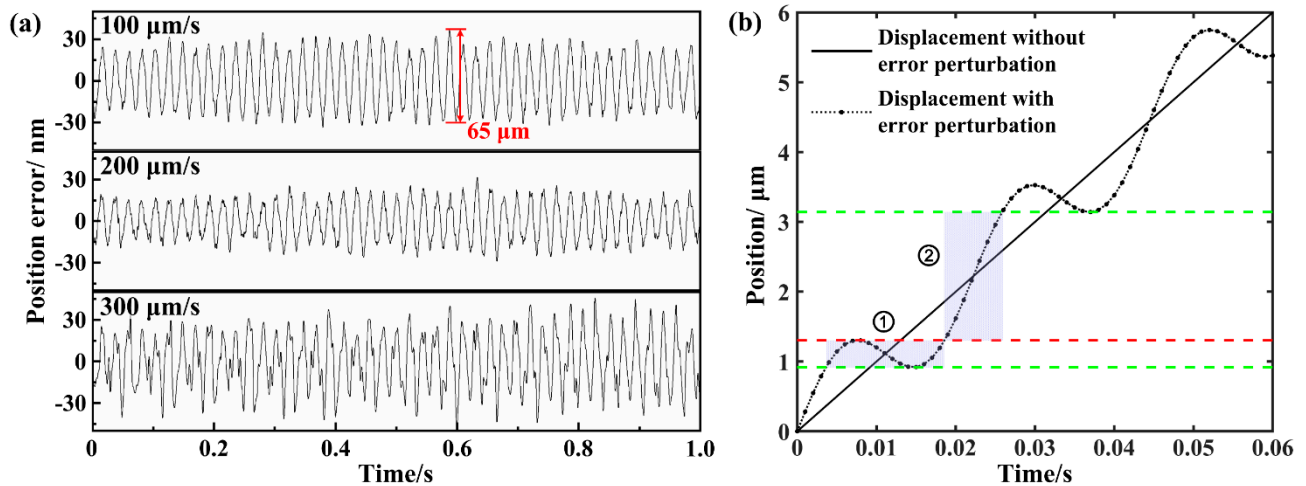 (a)
100 μm/s
30
0
-30
65 μm
200 μm/s
30
0
-30
300 μm/s
30
0
-30
Position error/ nm
0
0.2
0.4
0.6
0.8
1.0
Time/s
(b)
Displacement without
error perturbation
Displacement with
error perturbation
6
5
4
3
2
1
0
②
①
Position/ μm
0
0.01
0.02
0.03
0.04
0.05
0.06
Time/s